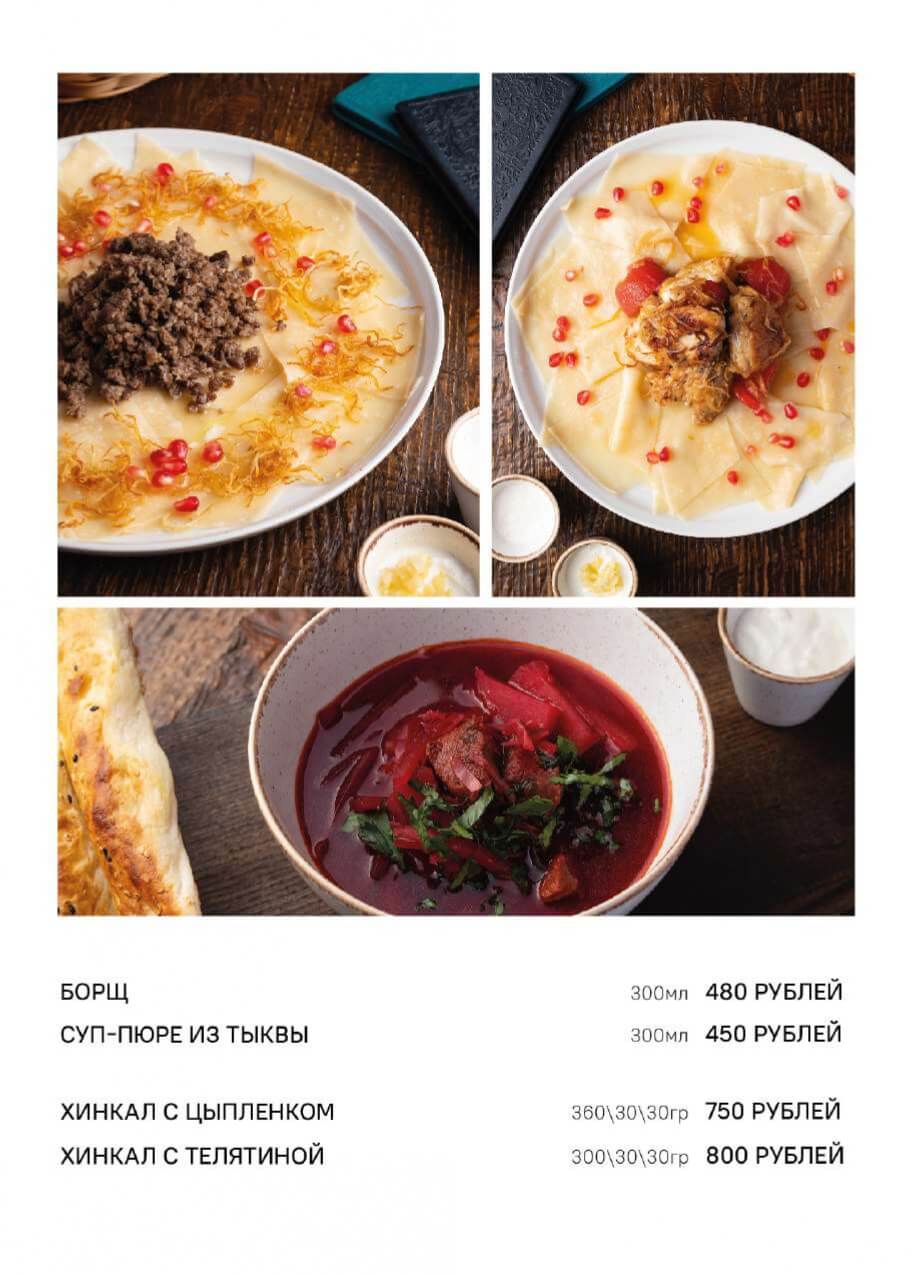 БОРЩ 300мл 480 РУБЛЕЙ
СУП-ПЮРЕ ИЗ ТЫКВЫ 300мл 450 РУБЛЕЙ
ХИНКАЛ С ЦЫПЛЕНКОМ 360\30\30гр 750 РУБЛЕЙ
ХИНКАЛ С ТЕЛЯТИНОЙ 300\30\30гр 800 РУБЛЕЙ